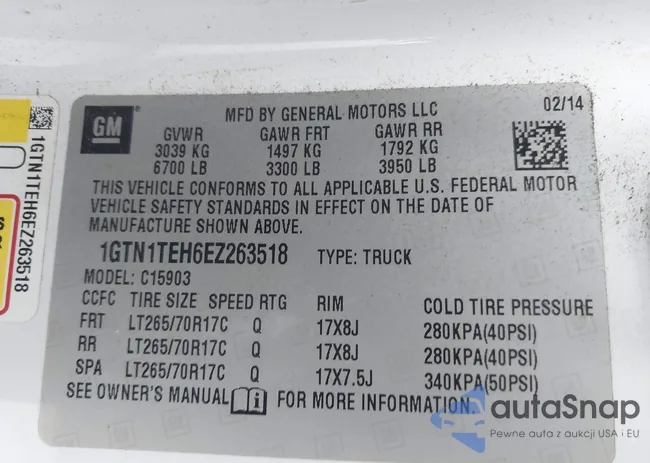 GM
MFD BY GENERAL MOTORS LLC
02/14
GVWR GAWR FRT GAWR RR
3039 KG 1497 KG 1792 KG
6700 LB 3300 LB 3950 LB
THIS VEHICLE CONFORMS TO ALL APPLICABLE U.S. FEDERAL MOTOR
VEHICLE SAFETY STANDARDS IN EFFECT ON THE DATE OF
MANUFACTURE SHOWN ABOVE.
1GTN1TEH6EZ263518 TYPE: TRUCK
MODEL: C15903
CCFC TIRE SIZE SPEED RTG RIM COLD TIRE PRESSURE
FRT LT265/70R17C Q 17X8J 280KPA(40PSI)
RR LT265/70R17C Q 17X8J 280KPA(40PSI)
SPA LT265/70R17C Q 17X7.5J 340KPA(50PSI)
SEE OWNER'S MANUAL i FOR MORE INFORMATION.
1GTN1TEH6EZ263518
autaSnap
Pewne auta z aukcji USA i EU